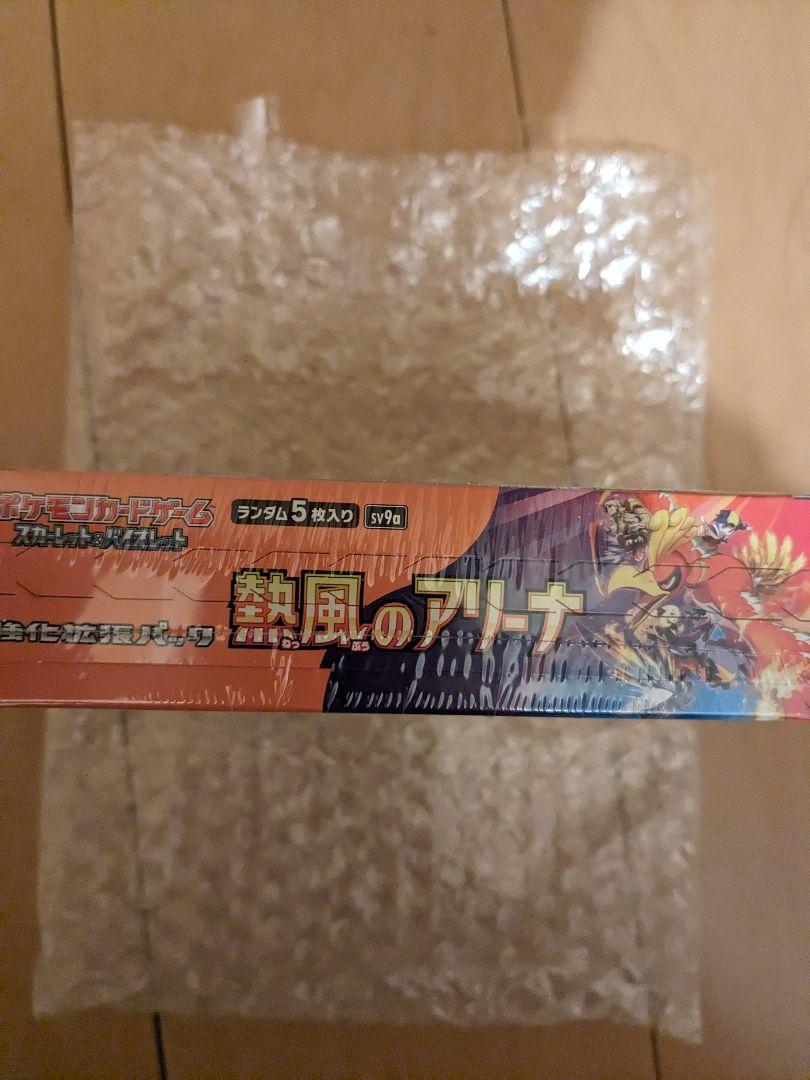 ポケモンカードゲーム
スカーレット&バイオレット
ランダム5枚入り
sv9a
強化拡張パック
熱風のアリーナ
ねっ ぷう